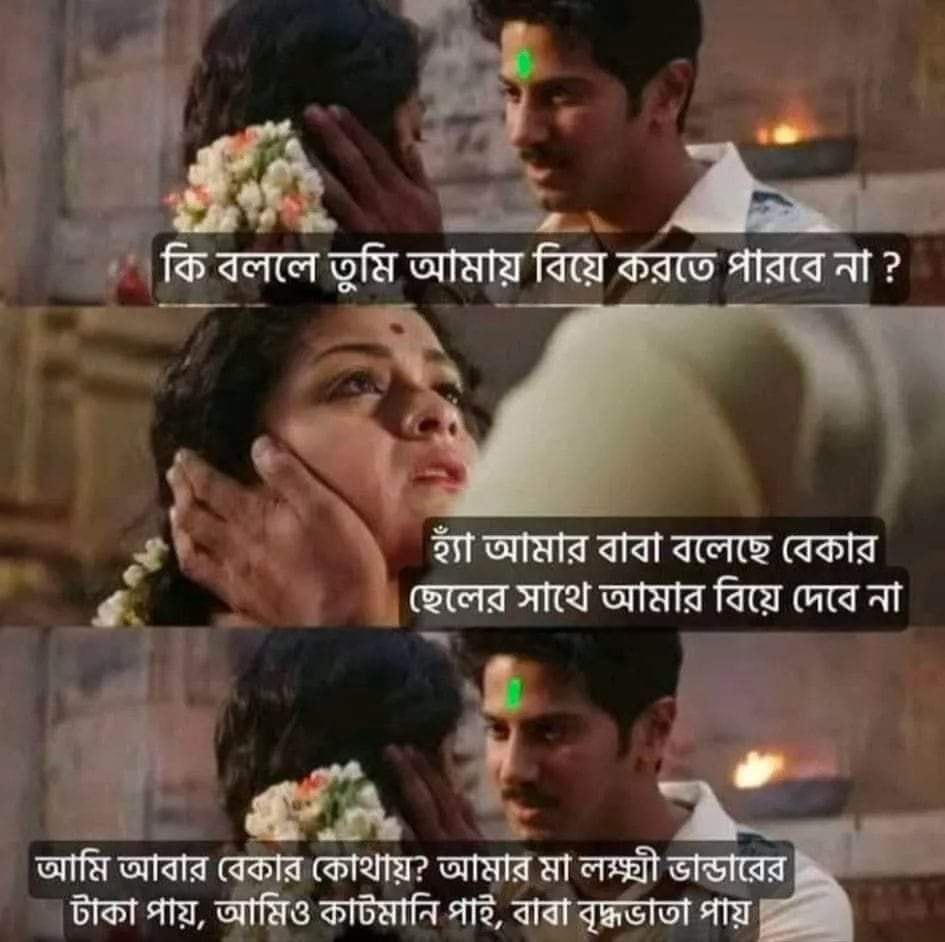 কি বললে তুমি আমায় বিয়ে করতে পারবে না ?
হ্যাঁ আমার বাবা বলেছে বেকার
ছেলের সাথে আমার বিয়ে দেবে না
আমি আবার বেকার কোথায়? আমার মা লক্ষ্মী ভান্ডারের
টাকা পায়, আমিও কাটমানি পাই, বাবা বৃদ্ধভাতা পায়